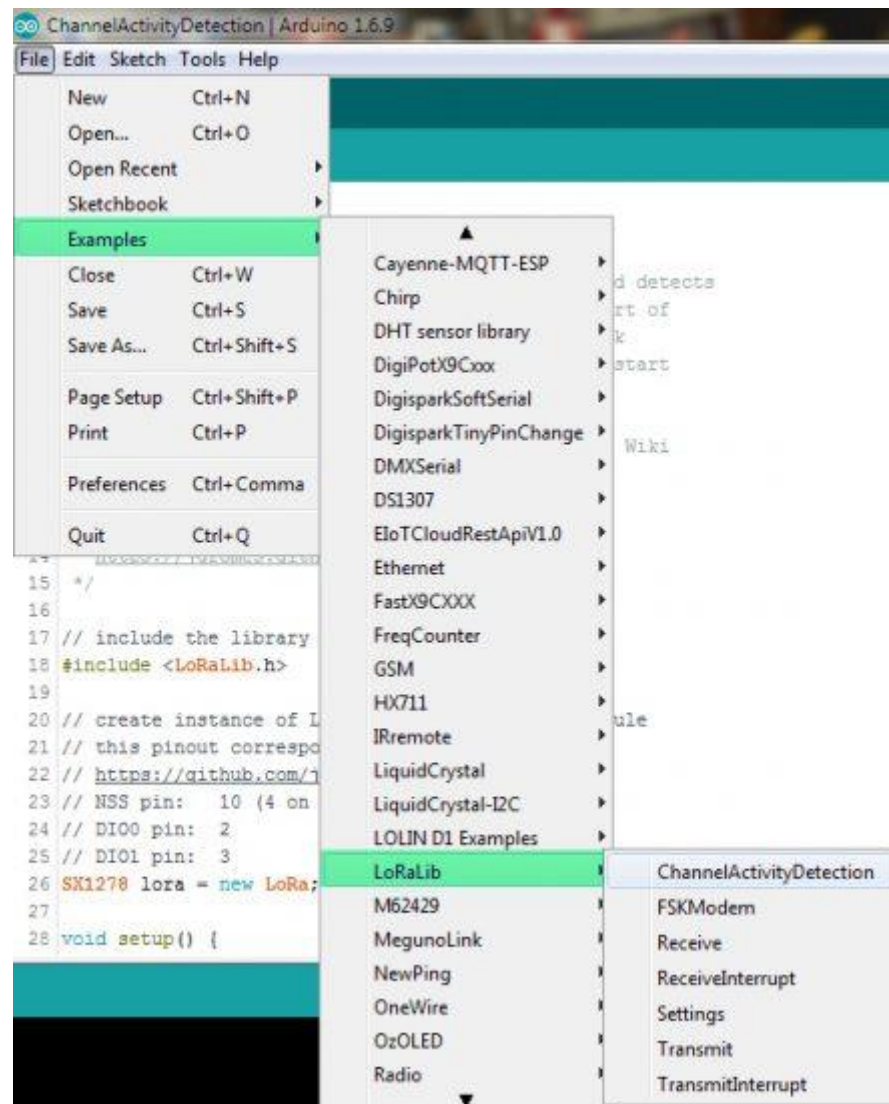 ChannelActivityDetection | Arduino 1.6.9
File Edit Sketch Tools Help
New Ctrl+N
Open... Ctrl+O
Open Recent
Sketchbook
Examples
Close Ctrl+W
Save Ctrl+S
Save As... Ctrl+Shift+S
Page Setup Ctrl+Shift+P
Print Ctrl+P
Preferences Ctrl+Comma
Quit Ctrl+Q
Cayenne-MQTT-ESP
Chirp
DHT sensor library
DigiPotX9Cxxx
DigisparkSoftSerial
DigisparkTinyPinChange
DMXSerial
DS1307
EIoTCloudRestApiV1.0
Ethernet
FastX9CXXX
FreqCounter
GSM
HX711
IRremote
LiquidCrystal
LiquidCrystal-I2C
LOLIN D1 Examples
LoRaLib
M62429
MegunoLink
NewPing
OneWire
OzOLED
Radio
ChannelActivityDetection
FSKModem
Receive
ReceiveInterrupt
Settings
Transmit
TransmitInterrupt
d detects
rt of
k
start
Wiki
15 */
16
17 // include the library
18 #include <LoRaLib.h>
19
20 // create instance of L ule
21 // this pinout correspo
22 // https://github.com/j
23 // NSS pin: 10 (4 on
24 // DIO0 pin: 2
25 // DIO1 pin: 3
26 SX1278 lora = new LoRa;
27
28 void setup() {